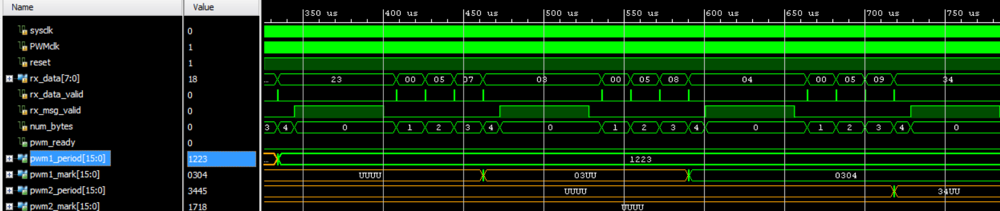 Name Value 350 us 400 us 450 us 500 us 550 us 600 us 650 us 700 us 750 us
sysclk 0
PWMclk 1
reset 1
rx_data[7:0] 18 ... 23 00 05 07 03 00 05 08 04 00 05 09 34
rx_data_valid 0
rx_msg_valid 0
num_bytes 0 3 4 0 1 2 3 4 0 1 2 3 4 0 1 2 3 4 0
pwm_ready 0
pwm1_period[15:0] 1223 ... 1223
pwm1_mark[15:0] 0304 UUUU 03UU 0304
pwm2_period[15:0] 3445 UUUU 34UU
pwm2_mark[15:0] 1718 UUUU